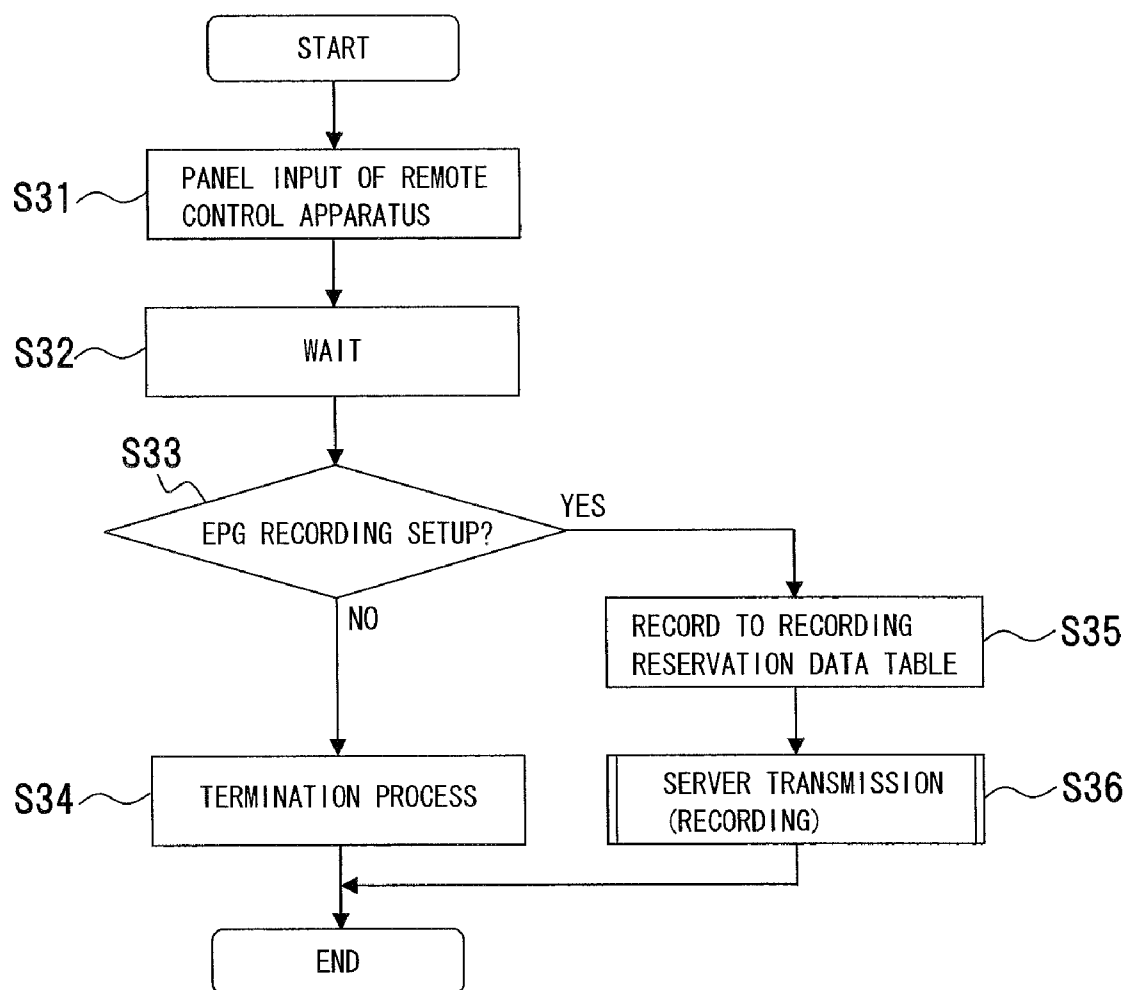 START
S31
PANEL INPUT OF REMOTE
CONTROL APPARATUS
S32
WAIT
S33
EPG RECORDING SETUP?
YES
NO
RECORD TO RECORDING
RESERVATION DATA TABLE
S35
S34
TERMINATION PROCESS
SERVER TRANSMISSION
(RECORDING)
S36
END